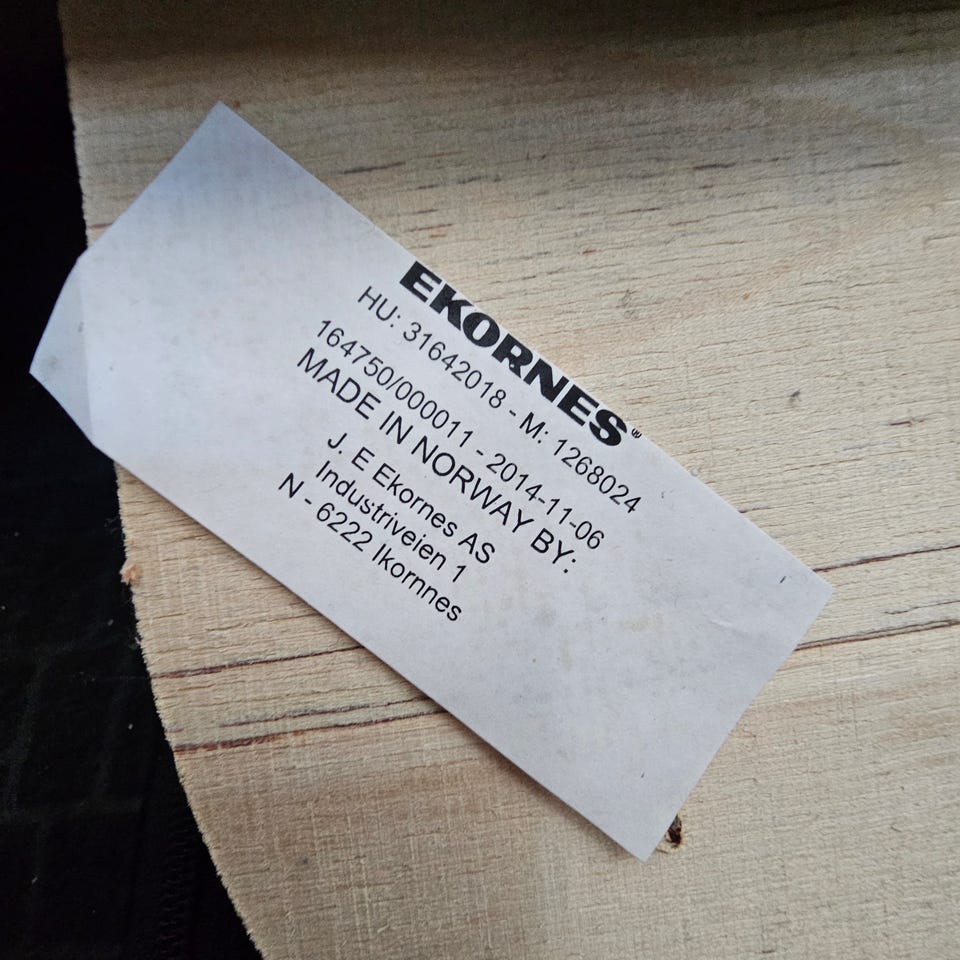 EKORNES®
HU: 31642018 - M: 1268024
164750/000011 - 2014-11-06
MADE IN NORWAY BY:
J. E Ekornes AS
Industriveien 1
N - 6222 Ikornnes